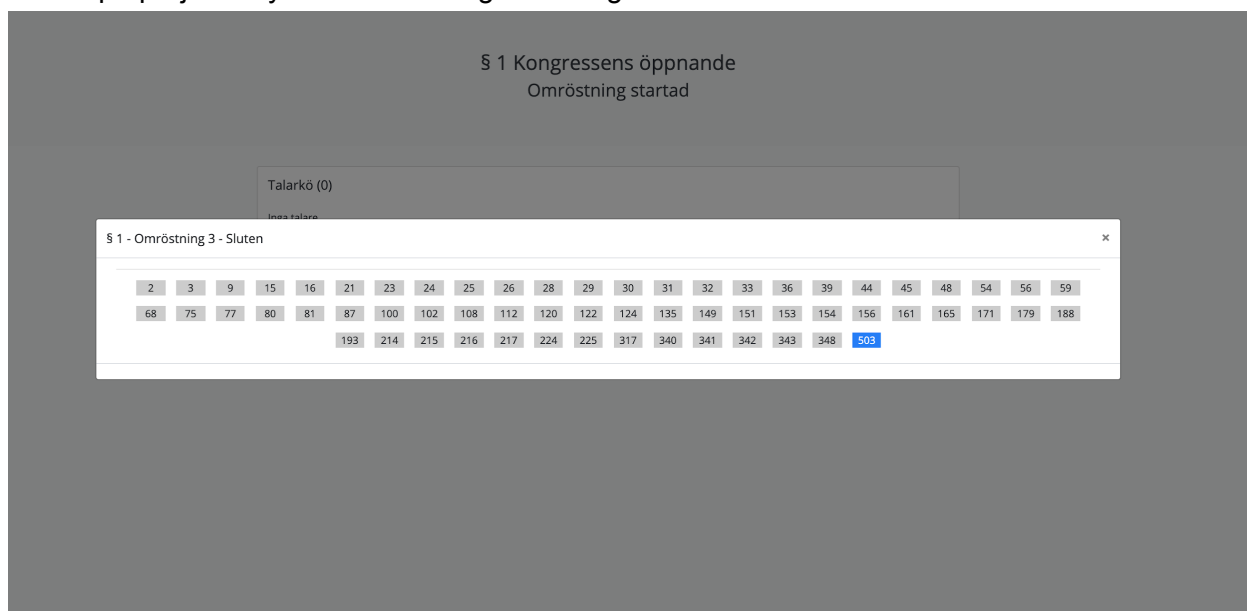 § 1 Kongressens öppnande
Omröstning startad
Talarkö (0)
Inga talare
§ 1 - Omröstning 3 - Sluten ×
2 3 9 15 16 21 23 24 25 26 28 29 30 31 32 33 36 39 44 45 48 54 56 59
68 75 77 80 81 87 100 102 108 112 120 122 124 135 149 151 153 154 156 161 165 171 179 188
193 214 215 216 217 224 225 317 340 341 342 343 348 503